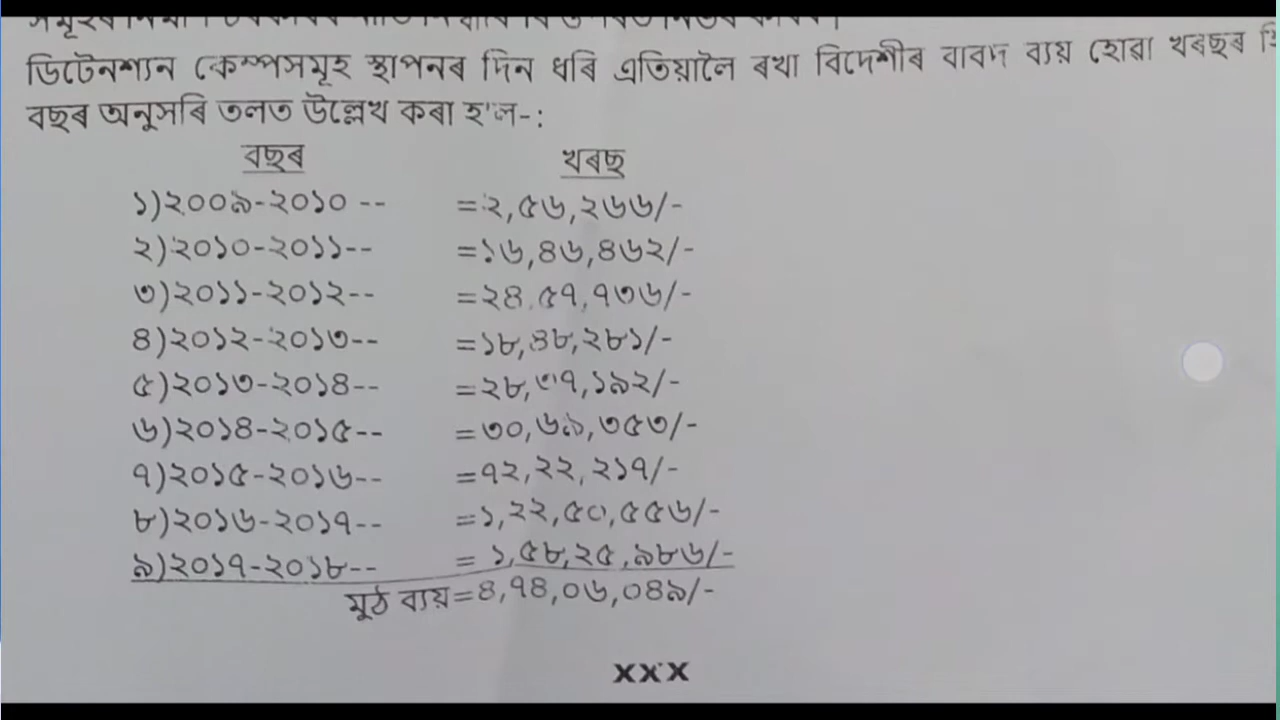 ডিটেনশ্যন কেম্পসমূহ স্থাপনৰ দিন ধৰি এতিয়ালৈ ৰখা বিদেশীৰ বাবদ ব্যয় হোৱা খৰছৰ
বছৰ অনুসৰি তলত উল্লেখ কৰা হ'ল-:
বছৰ খৰছ
১)২০০৯-২০১০ -- =২,৫৬,২৬৬/-
২)২০১০-২০১১-- =১৬,৪৬,৪৬২/-
৩)২০১১-২০১২-- =২৪,৫৭,৭৩৬/-
৪)২০১২-২০১৩-- =১৮,৪৮,২৮১/-
৫)২০১৩-২০১৪-- =২৮,৩৭,১৯২/-
৬)২০১৪-২০১৫-- =৩০,৬৯,৩৫৩/-
৭)২০১৫-২০১৬-- =৭২,২২,২১৭/-
৮)২০১৬-২০১৭-- =১,২২,৫০,৫৫৬/-
৯)২০১৭-২০১৮-- = ১,৫৮,২৫,৯৮৬/-
মুঠ ব্যয়=৪,৭৪,০৬,০৪৯/-
xxx